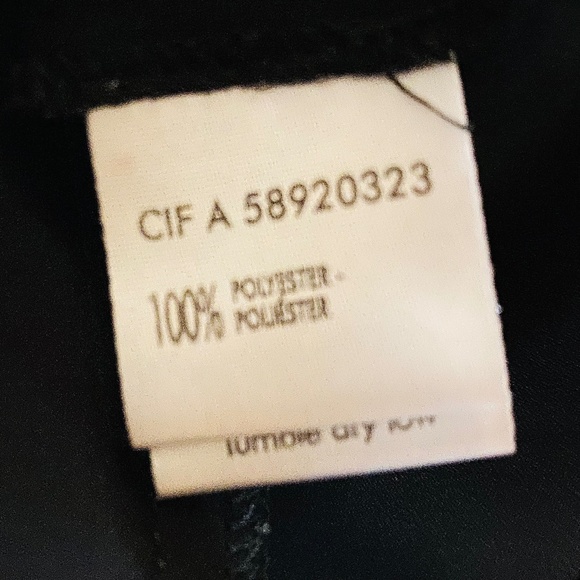 CIF A 58920323
100% POLYESTER -
POLIÉSTER
Tumble dry low